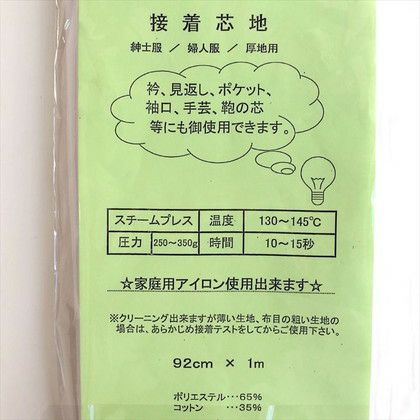 接着芯地
紳士服 ／ 婦人服 ／ 厚地用
衿、見返し、ポケット、
袖口、手芸、鞄の芯
等にも御使用できます。
スチームプレス 温度 130～145℃
圧力 250～350g 時間 10～15秒
☆家庭用アイロン使用出来ます☆
※クリーニング出来ますが薄い生地、布目の粗い生地の
場合は、あらかじめ接着テストをしてからご使用下さい。
92cm × 1m
ポリエステル…65%
コットン…35%